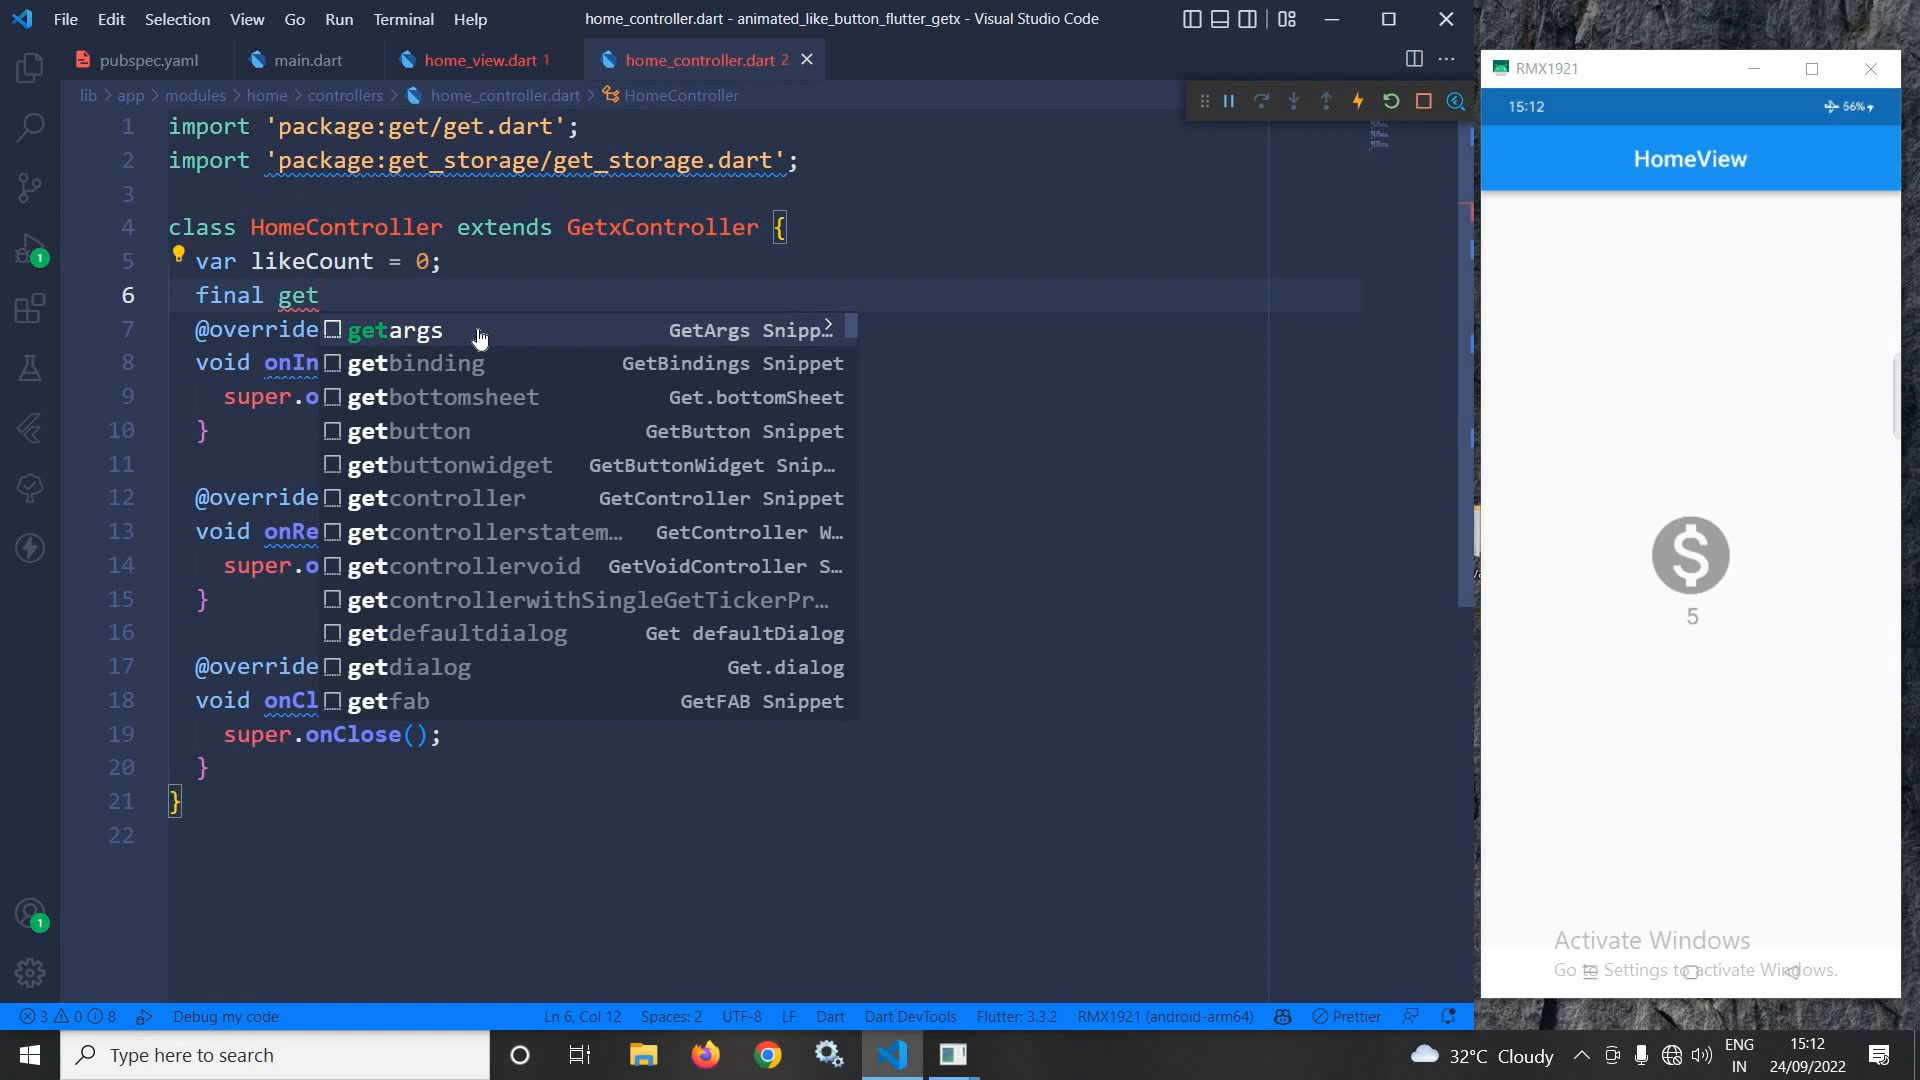 File Edit Selection View Go Run Terminal Help
home_controller.dart - animated_like_button_flutter_getx - Visual Studio Code
pubspec.yaml
main.dart
home_view.dart 1
home_controller.dart 2
lib > app > modules > home > controllers > home_controller.dart > HomeController
1 import 'package:get/get.dart';
2 import 'package:get_storage/get_storage.dart';
3
4 class HomeController extends GetxController {
5 var likeCount = 0;
6 final get
7 @override
8 void onIn
9 super.o
10 }
11
12 @override
13 void onRe
14 super.o
15 }
16
17 @override
18 void onCl
19 super.onClose();
20 }
21 }
22
getargs GetArgs Snipp…
getbinding GetBindings Snippet
getbottomsheet Get.bottomSheet
getbutton GetButton Snippet
getbuttonwidget GetButtonWidget Snip…
getcontroller GetController Snippet
getcontrollerstatem… GetController W…
getcontrollervoid GetVoidController S…
getcontrollerwithSingleGetTickerPr…
getdefaultdialog Get defaultDialog
getdialog Get.dialog
getfab GetFAB Snippet
1
1
3 0 8 Debug my code
Ln 6, Col 12 Spaces: 2 UTF-8 LF Dart Dart DevTools Flutter: 3.3.2 RMX1921 (android-arm64) Prettier
RMX1921
15:12
56%
HomeView
5
Activate Windows
Go to Settings to activate Windows.
Type here to search
32°C Cloudy
ENG
IN
15:12
24/09/2022